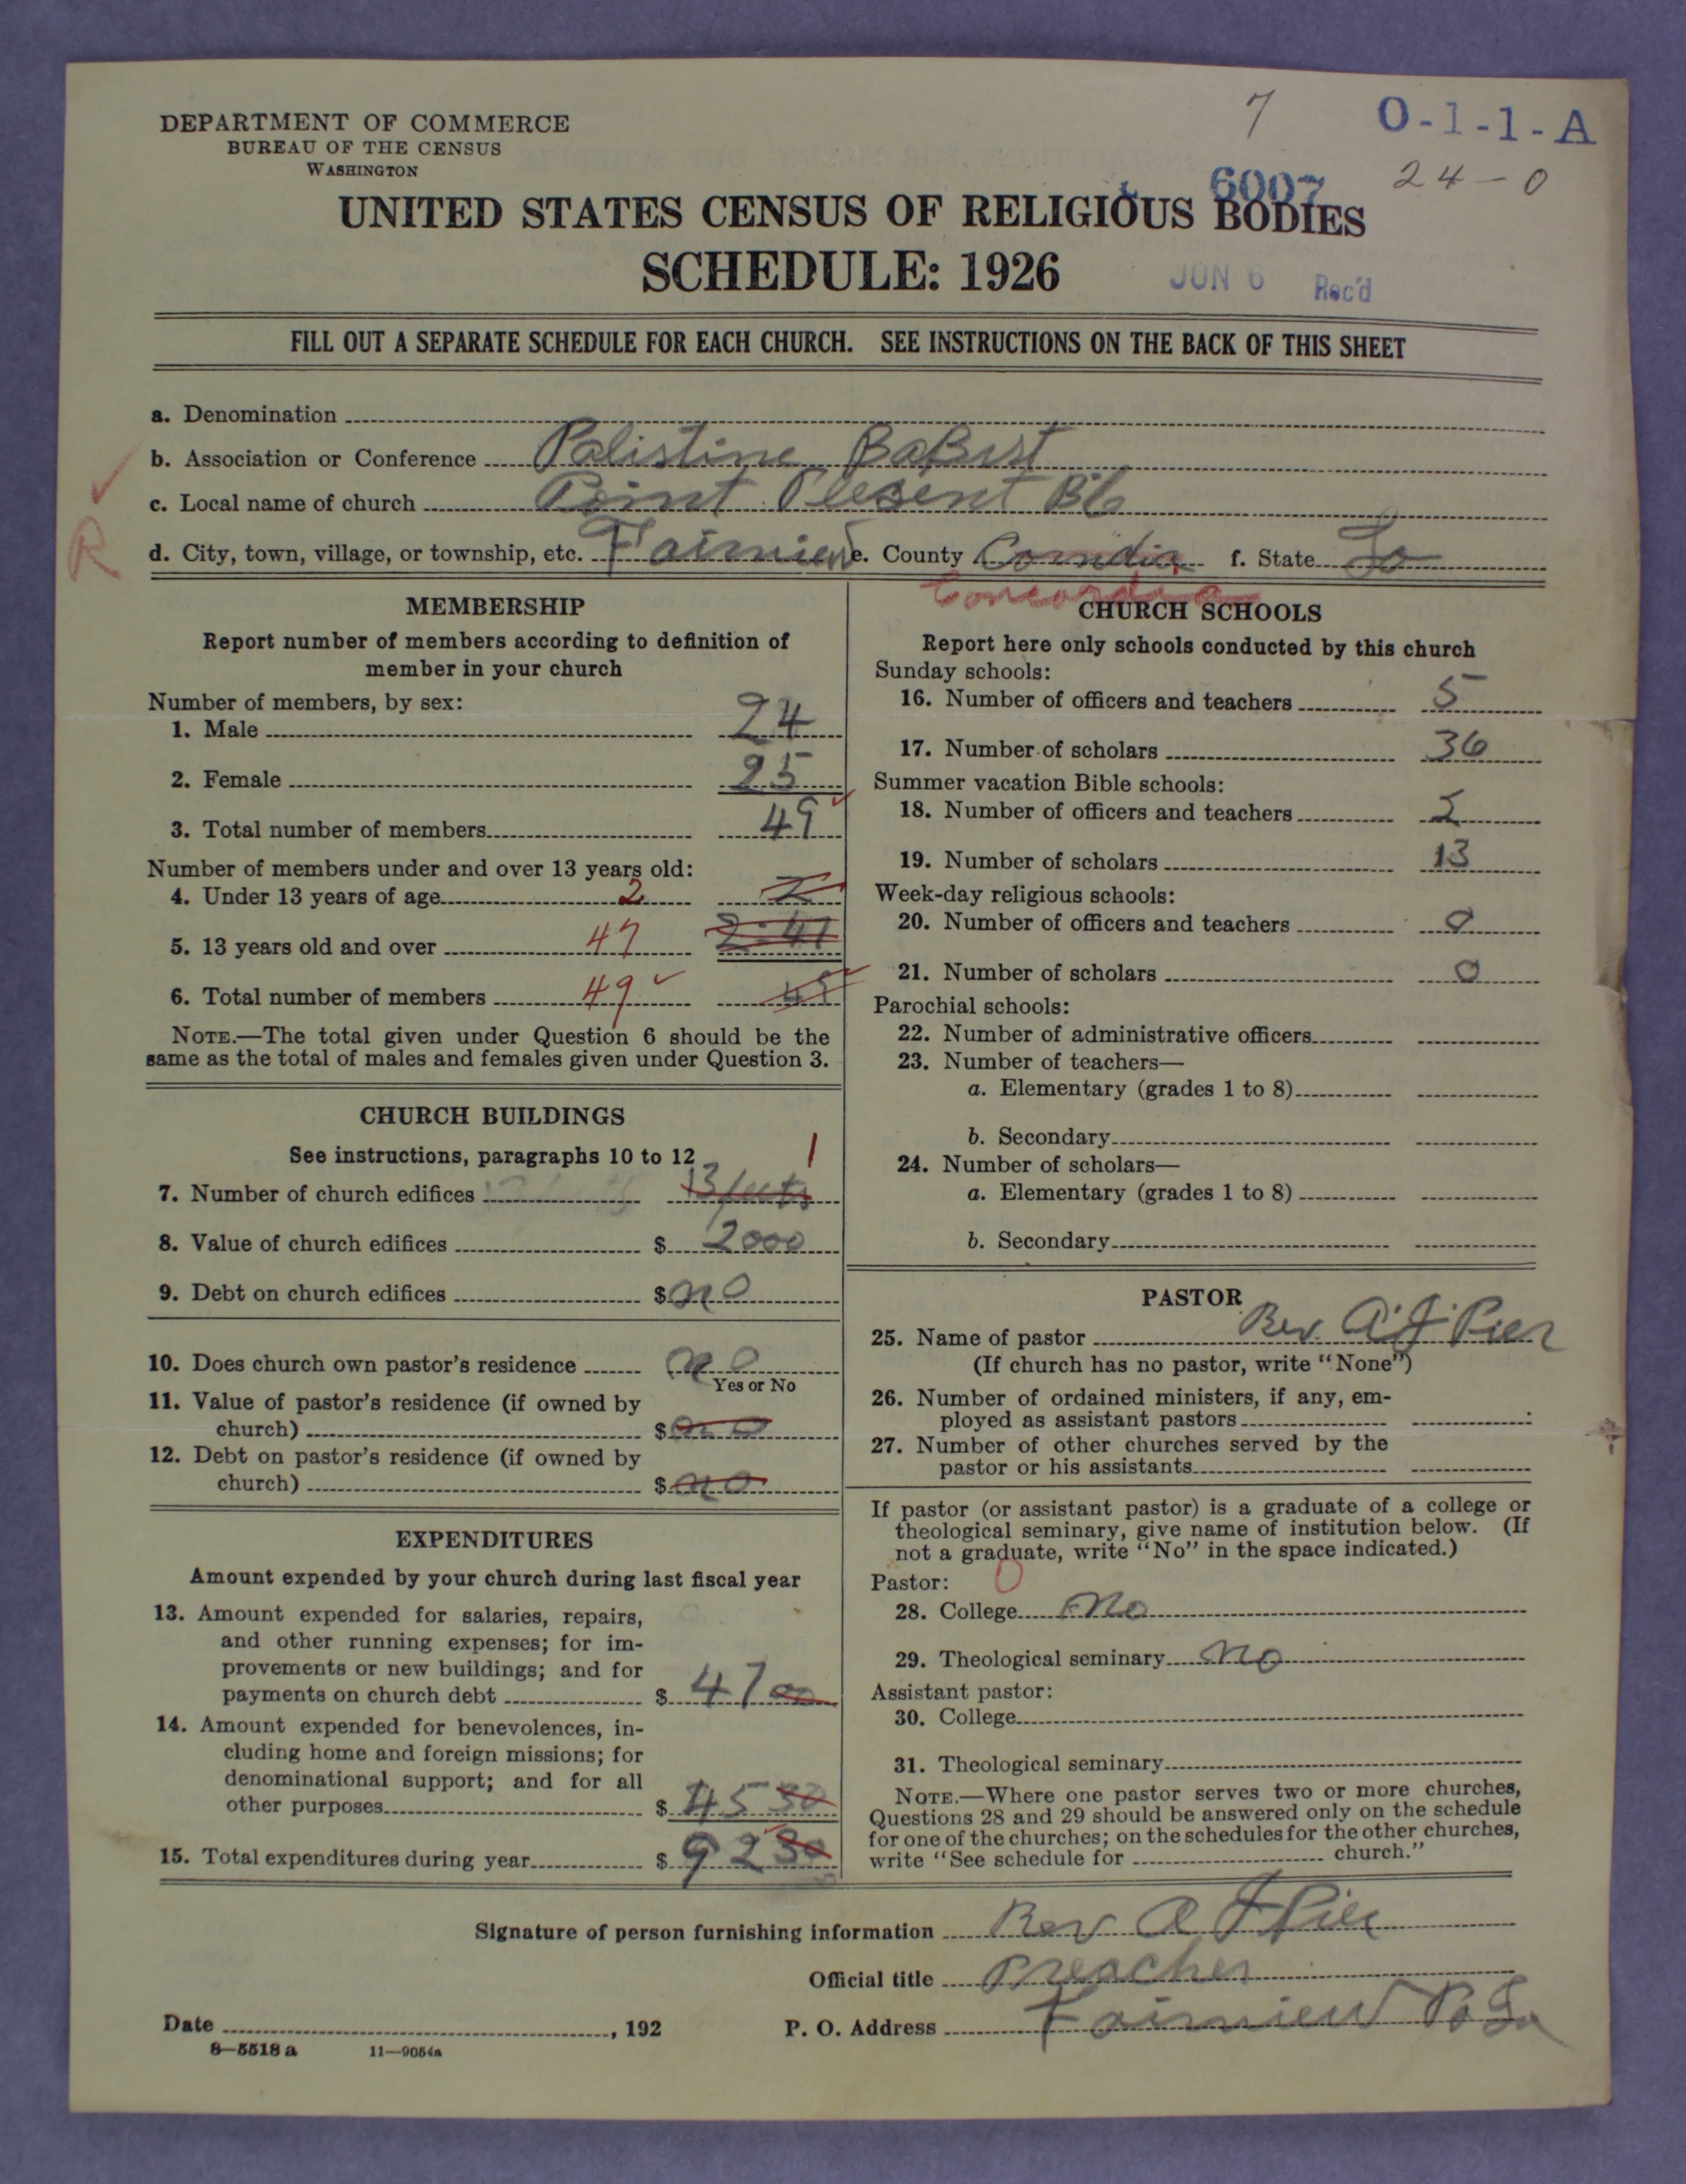 DEPARTMENT OF COMMERCE
BUREAU OF THE CENSUS
WASHINGTON
7
O-1-1-A
6007
24-0
UNITED STATES CENSUS OF RELIGIOUS BODIES
SCHEDULE: 1926
JUN 6 Rec'd
FILL OUT A SEPARATE SCHEDULE FOR EACH CHURCH. SEE INSTRUCTIONS ON THE BACK OF THIS SHEET
a. Denomination
b. Association or Conference Palistine BaBist
c. Local name of church Point Plesent
R
d. City, town, village, or township, etc. Fairview e. County Corndia f. State La
Concordia
MEMBERSHIP
Report number of members according to definition of
member in your church
Number of members, by sex:
1. Male 24
2. Female 25
3. Total number of members 49
Number of members under and over 13 years old:
4. Under 13 years of age 2 2
5. 13 years old and over 47 2-47
6. Total number of members 49 49
NOTE.—The total given under Question 6 should be the
same as the total of males and females given under Question 3.
CHURCH BUILDINGS
See instructions, paragraphs 10 to 12
1
7. Number of church edifices 13
8. Value of church edifices $ 2000
9. Debt on church edifices $ no
10. Does church own pastor's residence no
Yes or No
11. Value of pastor's residence (if owned by
church) $ no
12. Debt on pastor's residence (if owned by
church) $ no
EXPENDITURES
Amount expended by your church during last fiscal year
13. Amount expended for salaries, repairs,
and other running expenses; for im-
provements or new buildings; and for
payments on church debt $ 47 00
14. Amount expended for benevolences, in-
cluding home and foreign missions; for
denominational support; and for all
other purposes $ 45 30
15. Total expenditures during year $ 92 30
CHURCH SCHOOLS
Report here only schools conducted by this church
Sunday schools:
16. Number of officers and teachers 5
17. Number of scholars 36
Summer vacation Bible schools:
18. Number of officers and teachers 2
19. Number of scholars 13
Week-day religious schools:
20. Number of officers and teachers 0
21. Number of scholars 0
Parochial schools:
22. Number of administrative officers
23. Number of teachers—
a. Elementary (grades 1 to 8)
b. Secondary
24. Number of scholars—
a. Elementary (grades 1 to 8)
b. Secondary
PASTOR
25. Name of pastor Rev. A. J. Pier
(If church has no pastor, write "None")
26. Number of ordained ministers, if any, em-
ployed as assistant pastors
27. Number of other churches served by the
pastor or his assistants
If pastor (or assistant pastor) is a graduate of a college or
theological seminary, give name of institution below. (If
not a graduate, write "No" in the space indicated.)
Pastor: 0
28. College No
29. Theological seminary no
Assistant pastor:
30. College
31. Theological seminary
NOTE.—Where one pastor serves two or more churches,
Questions 28 and 29 should be answered only on the schedule
for one of the churches; on the schedules for the other churches,
write "See schedule for church."
Signature of person furnishing information Rev A J Pier
Official title Preacher
Date , 192 P. O. Address Fairview Po La
8—5518 a 11—9054a